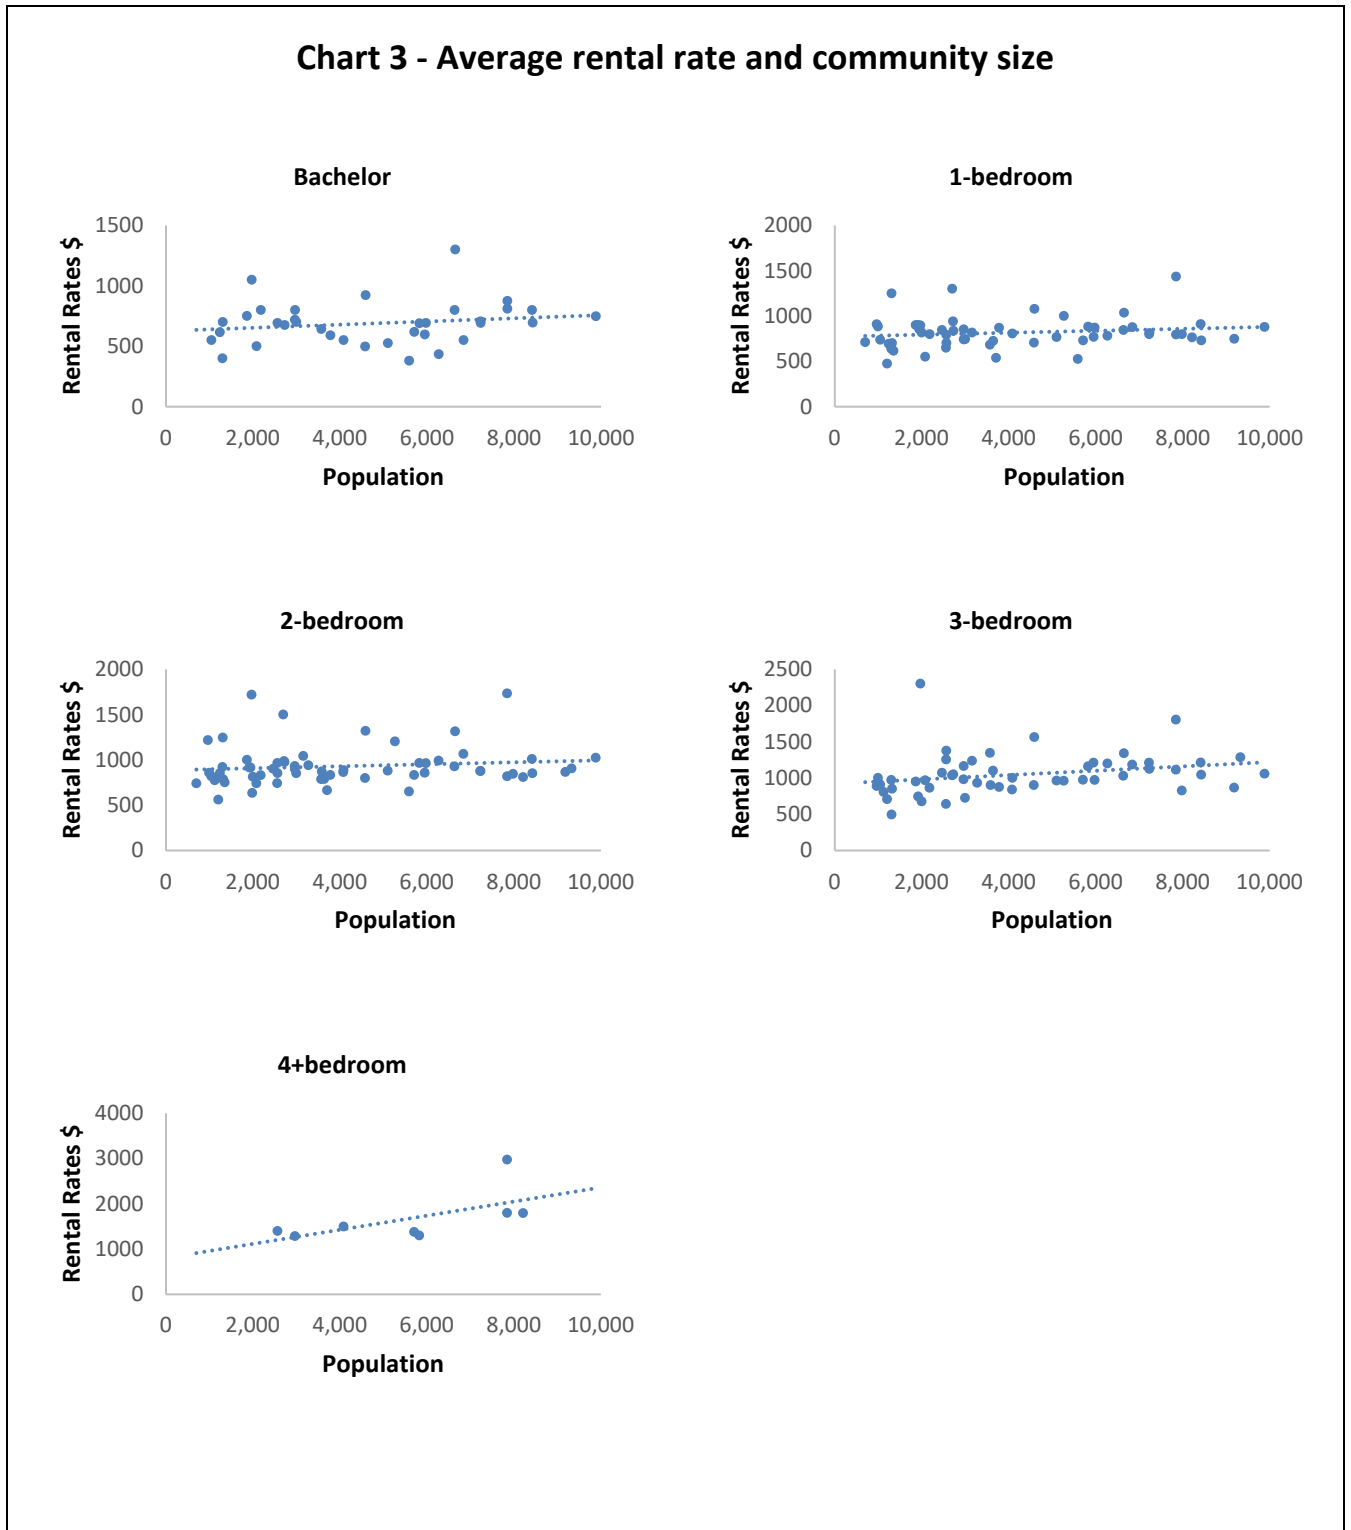 Chart 3 - Average rental rate and community size
Bachelor
Rental Rates $
1500
1000
500
0
0 2,000 4,000 6,000 8,000 10,000
Population
1-bedroom
Rental Rates $
2000
1500
1000
500
0
0 2,000 4,000 6,000 8,000 10,000
Population
2-bedroom
Rental Rates $
2000
1500
1000
500
0
0 2,000 4,000 6,000 8,000 10,000
Population
3-bedroom
Rental Rates $
2500
2000
1500
1000
500
0
0 2,000 4,000 6,000 8,000 10,000
Population
4+bedroom
Rental Rates $
4000
3000
2000
1000
0
0 2,000 4,000 6,000 8,000 10,000
Population